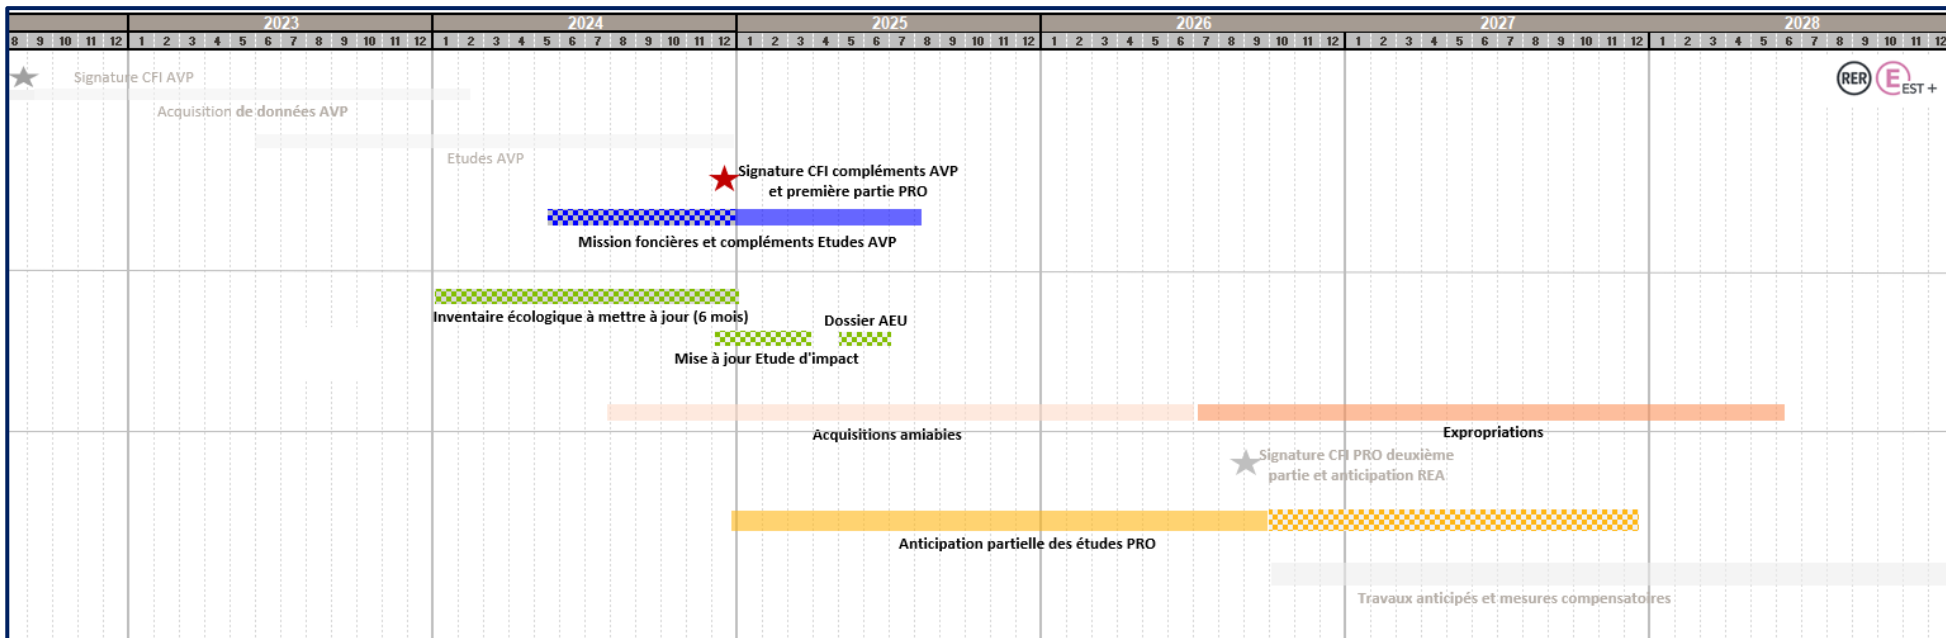 2023 2024 2025 2026 2027 2028
8 9 10 11 12 1 2 3 4 5 6 7 8 9 10 11 12 1 2 3 4 5 6 7 8 9 10 11 12 1 2 3 4 5 6 7 8 9 10 11 12 1 2 3 4 5 6 7 8 9 10 11 12 1 2 3 4 5 6 7 8 9 10 11 12 1 2 3 4 5 6 7 8 9 10 11 12
Signature CFI AVP
RER E EST +
Acquisition de données AVP
Etudes AVP
Signature CFI compléments AVP
et première partie PRO
Mission foncières et compléments Etudes AVP
Inventaire écologique à mettre à jour (6 mois)
Dossier AEU
Mise à jour Etude d'impact
Acquisitions amiables
Expropriations
Signature CFI PRO deuxième
partie et anticipation REA
Anticipation partielle des études PRO
Travaux anticipés et mesures compensatoires